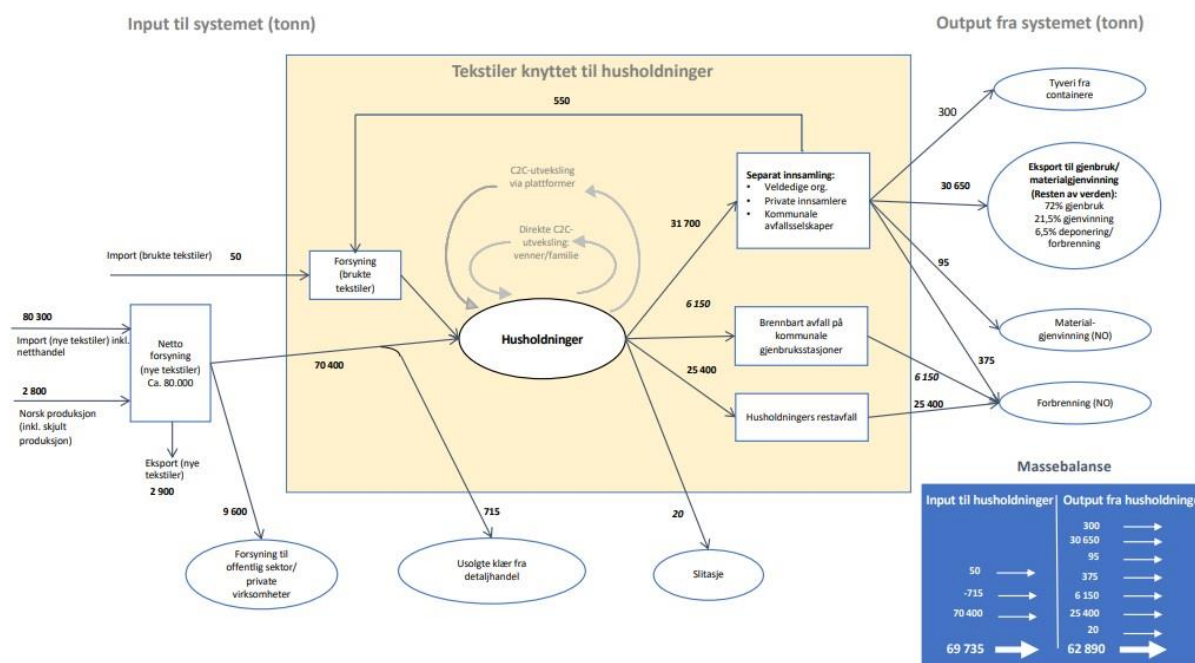 Input til systemet (tonn)
Output fra systemet (tonn)
Tekstiler knyttet til husholdninger
550
C2C-utveksling
via plattformer
Direkte C2C-
utveksling:
venner/familie
Separat innsamling:
• Veldedige org.
• Private innsamlere
• Kommunale
avfallsselskaper
300
Tyveri fra
containere
30 650
Eksport til gjenbruk/
materialgjenvinning
(Resten av verden):
72% gjenbruk
21,5% gjenvinning
6,5% deponering/
forbrenning
31 700
95
Import (brukte tekstiler)
50
Forsyning
(brukte
tekstiler)
6 150
80 300
Import (nye tekstiler) inkl.
netthandel
Netto
forsyning
(nye tekstiler)
Ca. 80.000
Husholdninger
Brennbart avfall på
kommunale
gjenbruksstasjoner
Material-
gjenvinning (NO)
70 400
25 400
375
6 150
2 800
Norsk produksjon
(inkl. skjult
produksjon)
Husholdningers restavfall
25 400
Forbrenning (NO)
Eksport (nye
tekstiler)
2 900
9 600
715
20
Forsyning til
offentlig sektor/
private
virksomheter
Usolgte klær fra
detaljhandel
Slitasje
Massebalanse
Input til husholdninger
Output fra husholdninge
300
30 650
95
50
375
-715
6 150
70 400
25 400
20
69 735
62 890